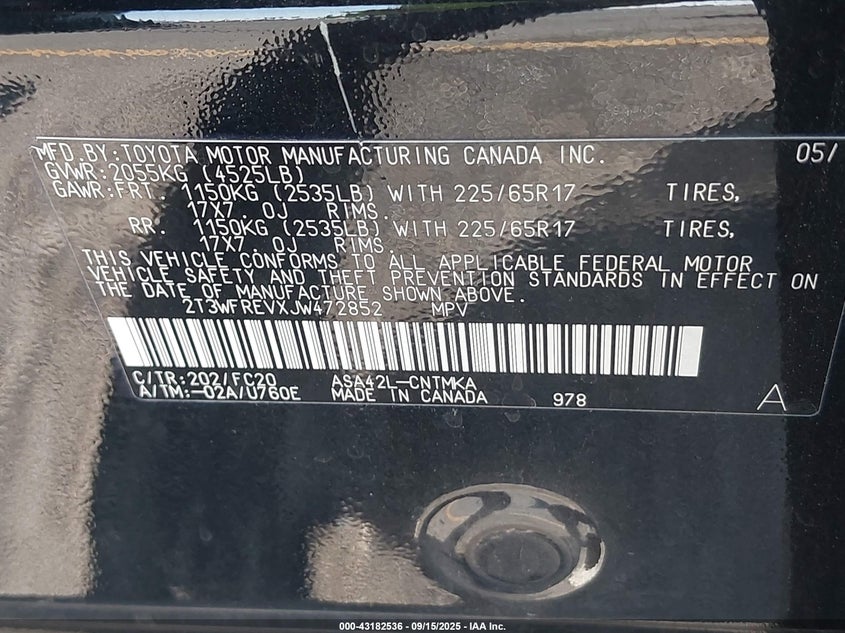 MFD.BY:TOYOTA MOTOR MANUFACTURING CANADA INC. 05/
GVWR:2055KG (4525LB)
GAWR:FRT. 1150KG (2535LB) WITH 225/65R17 TIRES,
17X7 .0J RIMS.
RR. 1150KG (2535LB) WITH 225/65R17 TIRES,
17X7 .0J RIMS.
THIS VEHICLE CONFORMS TO ALL APPLICABLE FEDERAL MOTOR
VEHICLE SAFETY AND THEFT PREVENTION STANDARDS IN EFFECT ON
THE DATE OF MANUFACTURE SHOWN ABOVE.
2T3WFREVXJW472852 MPV
C/TR:202/FC20 ASA42L-CNTMKA
A/TM:-02A/U760E MADE IN CANADA 978 A
000-43182536 - 09/15/2025 - IAA Inc.